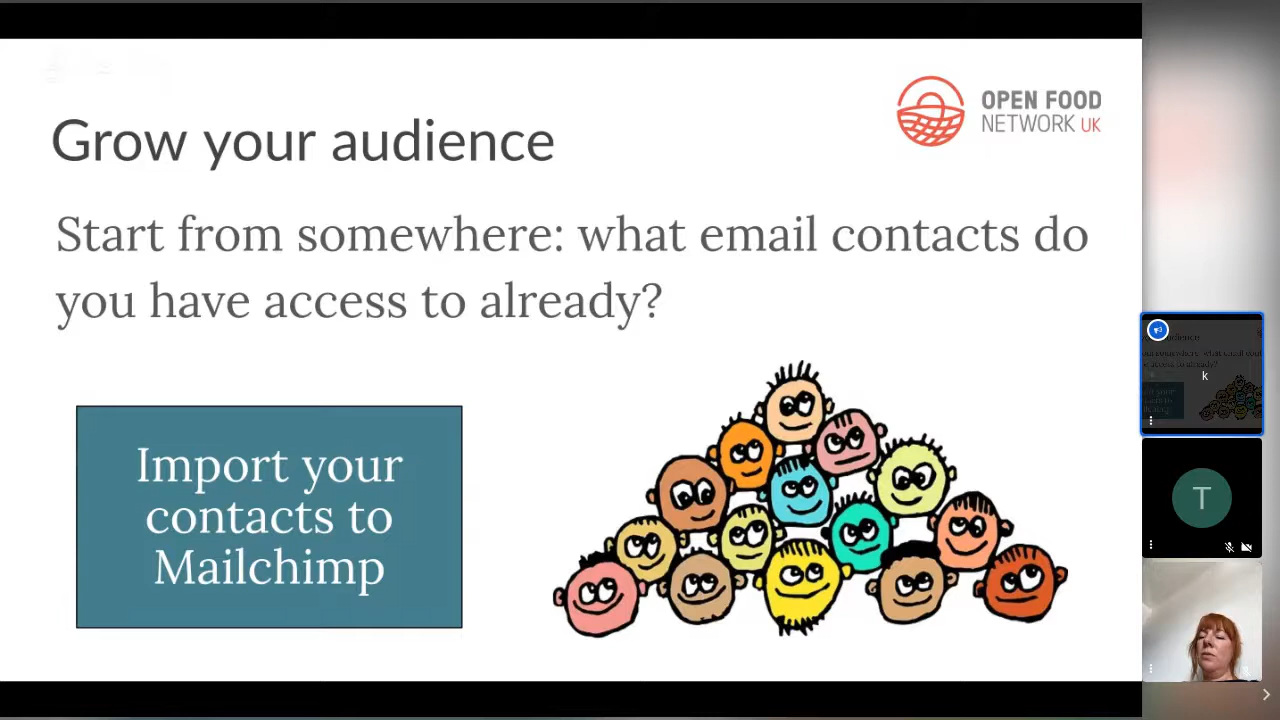 OPEN FOOD
NETWORK UK
Grow your audience
Start from somewhere: what email contacts do
you have access to already?
Import your
contacts to
Mailchimp
k
T